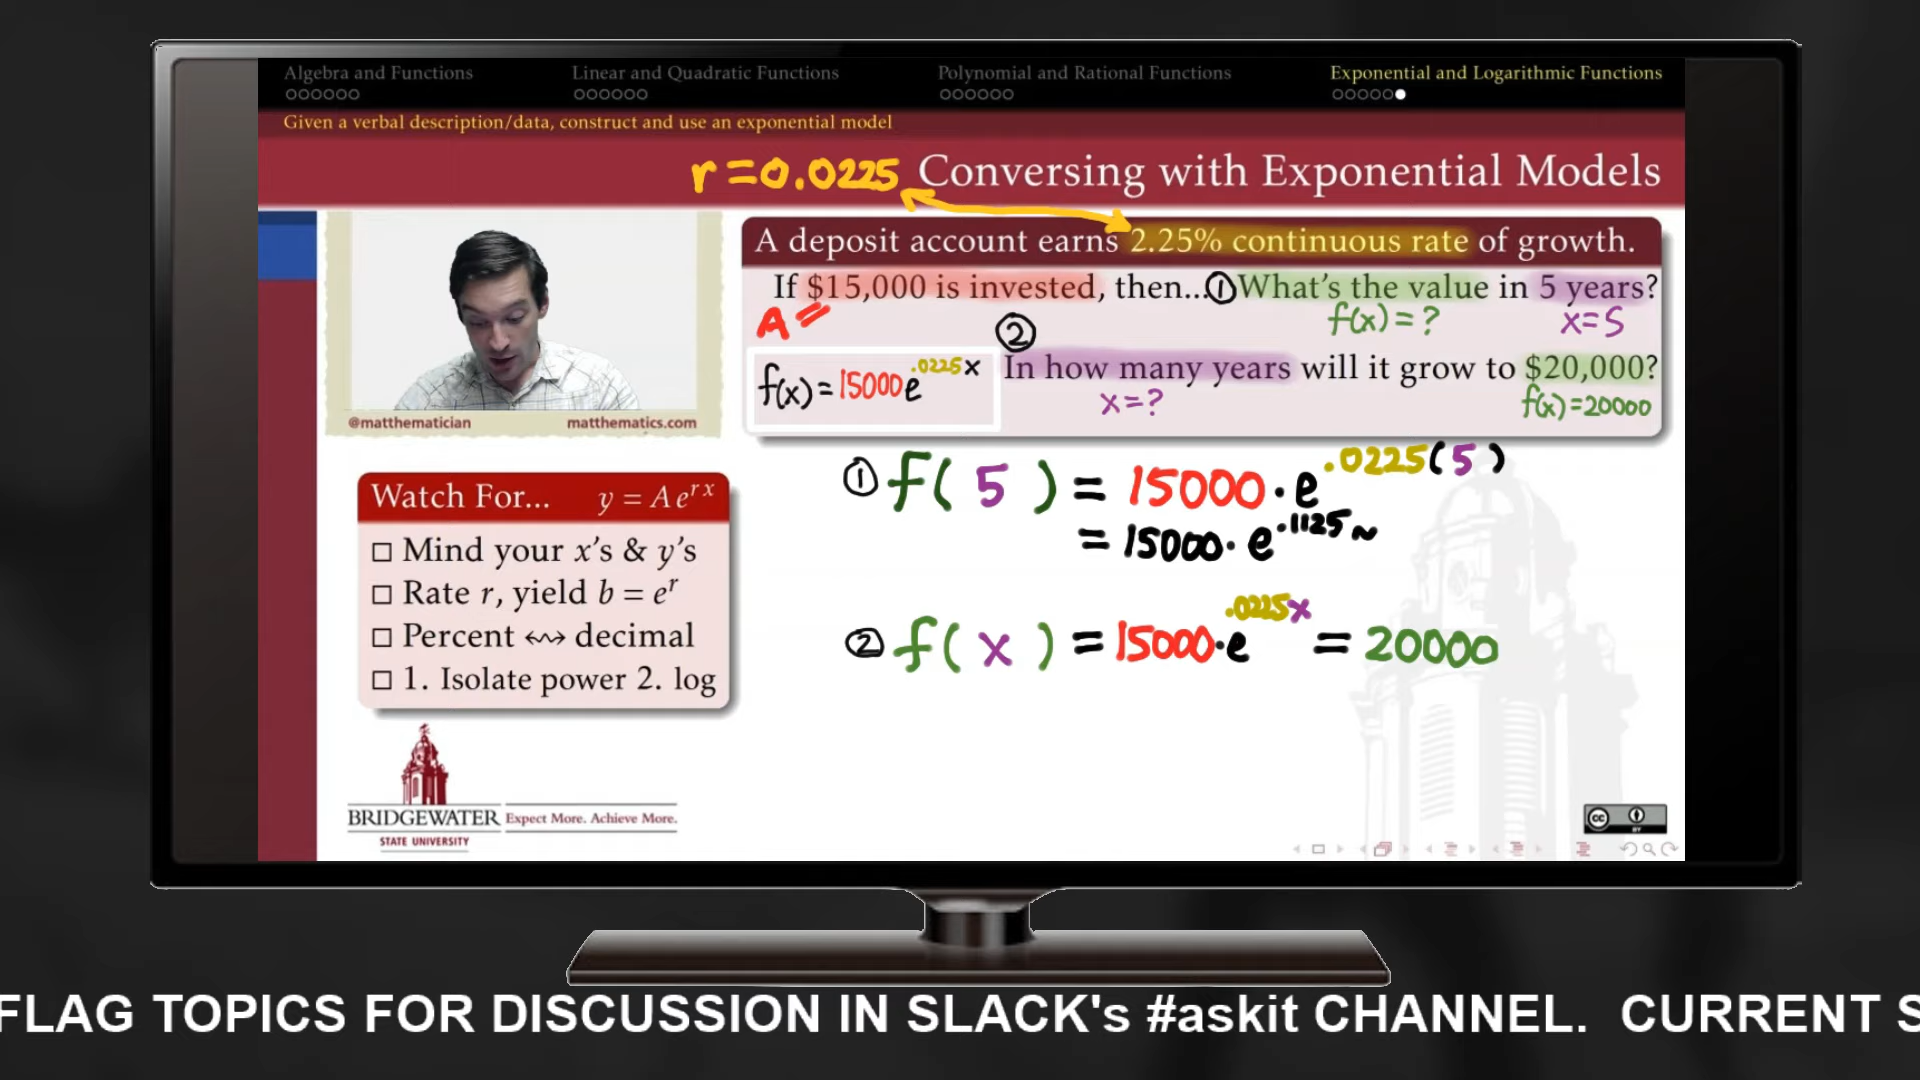 Algebra and Functions
Linear and Quadratic Functions
Polynomial and Rational Functions
Exponential and Logarithmic Functions
Given a verbal description/data, construct and use an exponential model
r=0.0225
Conversing with Exponential Models
A deposit account earns 2.25% continuous rate of growth.
If $15,000 is invested, then... ① What's the value in 5 years?
A=
f(x)=?
x=5
②
In how many years will it grow to $20,000?
f(x)=15000e^.0225x
x=?
f(x)=20000
@matthematician
matthematics.com
① f( 5 ) = 15000·e^.0225(5)
= 15000·e^.1125 ~
② f( x ) = 15000·e^.0225x = 20000
Watch For... y = A e^rx
□ Mind your x's & y's
□ Rate r, yield b = e^r
□ Percent ↭ decimal
□ 1. Isolate power 2. log
BRIDGEWATER
STATE UNIVERSITY
Expect More. Achieve More.
cc
BY
FLAG TOPICS FOR DISCUSSION IN SLACK's #askit CHANNEL. CURRENT S